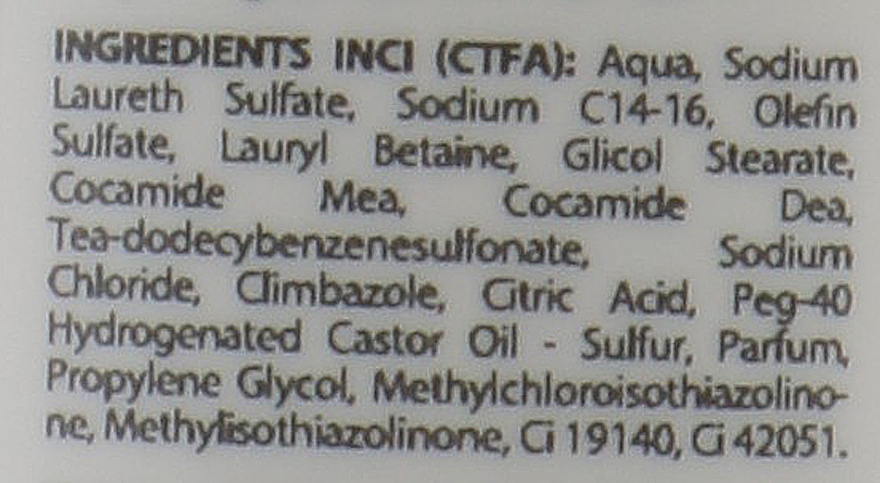 INGREDIENTS INCI (CTFA): Aqua, Sodium
Laureth Sulfate, Sodium C14-16, Olefin
Sulfate, Lauryl Betaine, Glicol Stearate,
Cocamide Mea, Cocamide Dea,
Tea-dodecybenzenesulfonate, Sodium
Chloride, Climbazole, Citric Acid, Peg-40
Hydrogenated Castor Oil - Sulfur, Parfum,
Propylene Glycol, Methylchloroisothiazolino-
ne, Methylisothiazolinone, Ci 19140, Ci 42051.